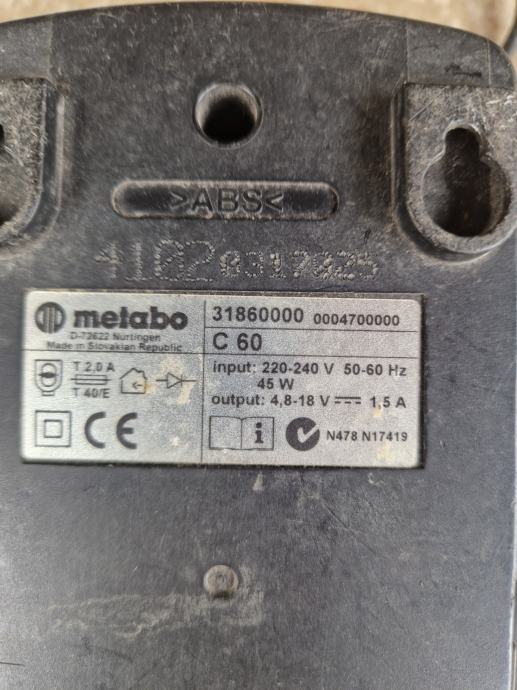 >ABS<
metabo
D-72622 Nürtingen
Made in Slovakian Republic
T 2,0 A
T 40/E
CE
31860000 0004700000
C 60
input: 220-240 V 50-60 Hz
45 W
output: 4,8-18 V 1,5 A
i
N478 N17419